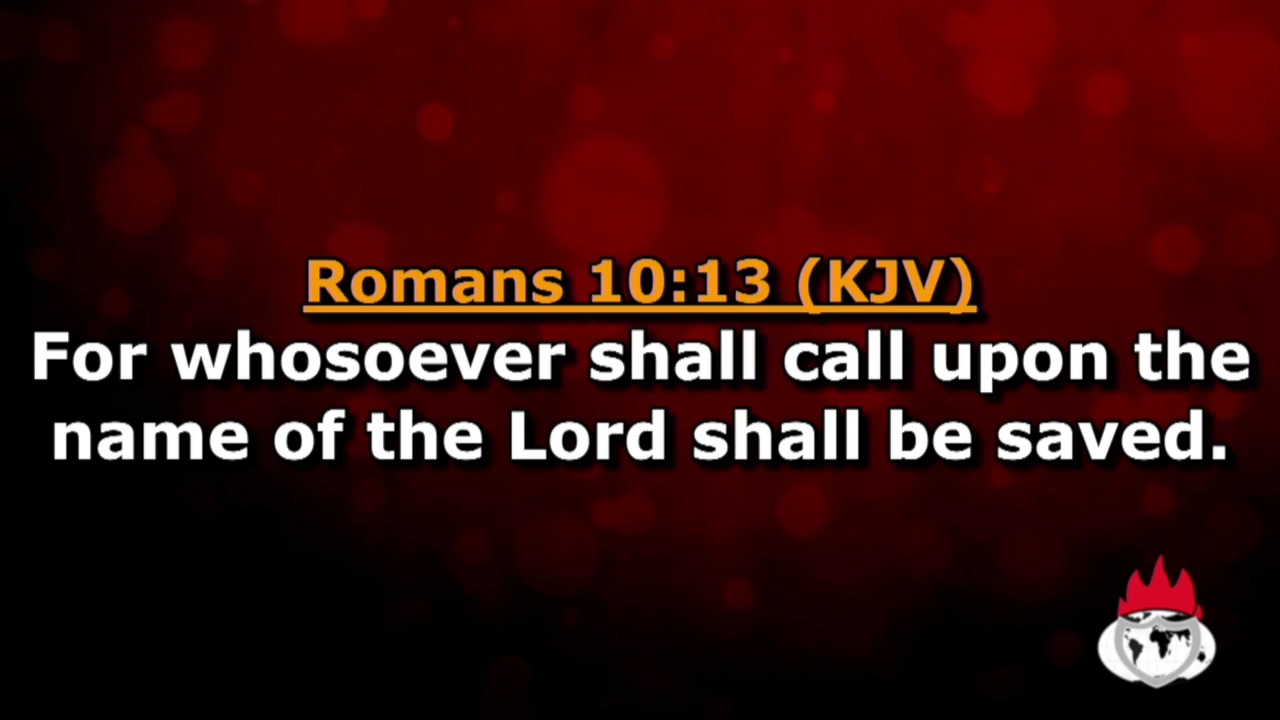 Romans 10:13 (KJV)
For whosoever shall call upon the
name of the Lord shall be saved.